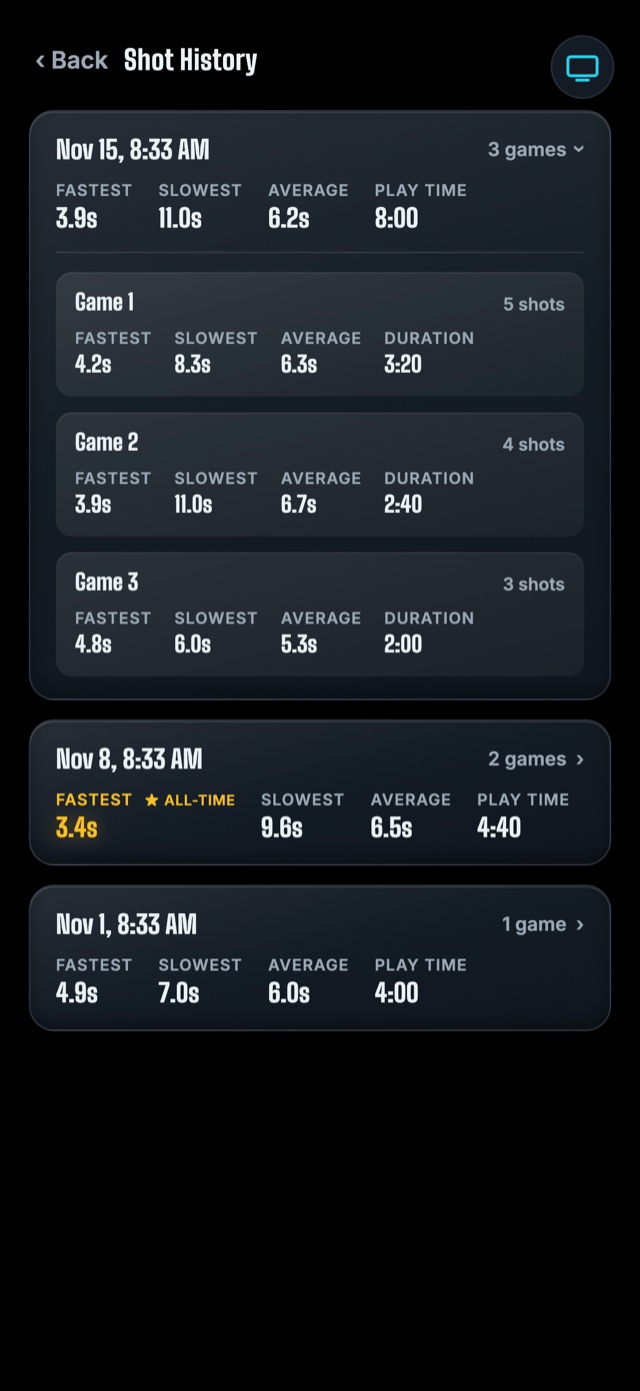 ‹ Back Shot History
Nov 15, 8:33 AM 3 games
FASTEST SLOWEST AVERAGE PLAY TIME
3.9s 11.0s 6.2s 8:00
Game 1 5 shots
FASTEST SLOWEST AVERAGE DURATION
4.2s 8.3s 6.3s 3:20
Game 2 4 shots
FASTEST SLOWEST AVERAGE DURATION
3.9s 11.0s 6.7s 2:40
Game 3 3 shots
FASTEST SLOWEST AVERAGE DURATION
4.8s 6.0s 5.3s 2:00
Nov 8, 8:33 AM 2 games ›
FASTEST ★ ALL-TIME SLOWEST AVERAGE PLAY TIME
3.4s 9.6s 6.5s 4:40
Nov 1, 8:33 AM 1 game ›
FASTEST SLOWEST AVERAGE PLAY TIME
4.9s 7.0s 6.0s 4:00